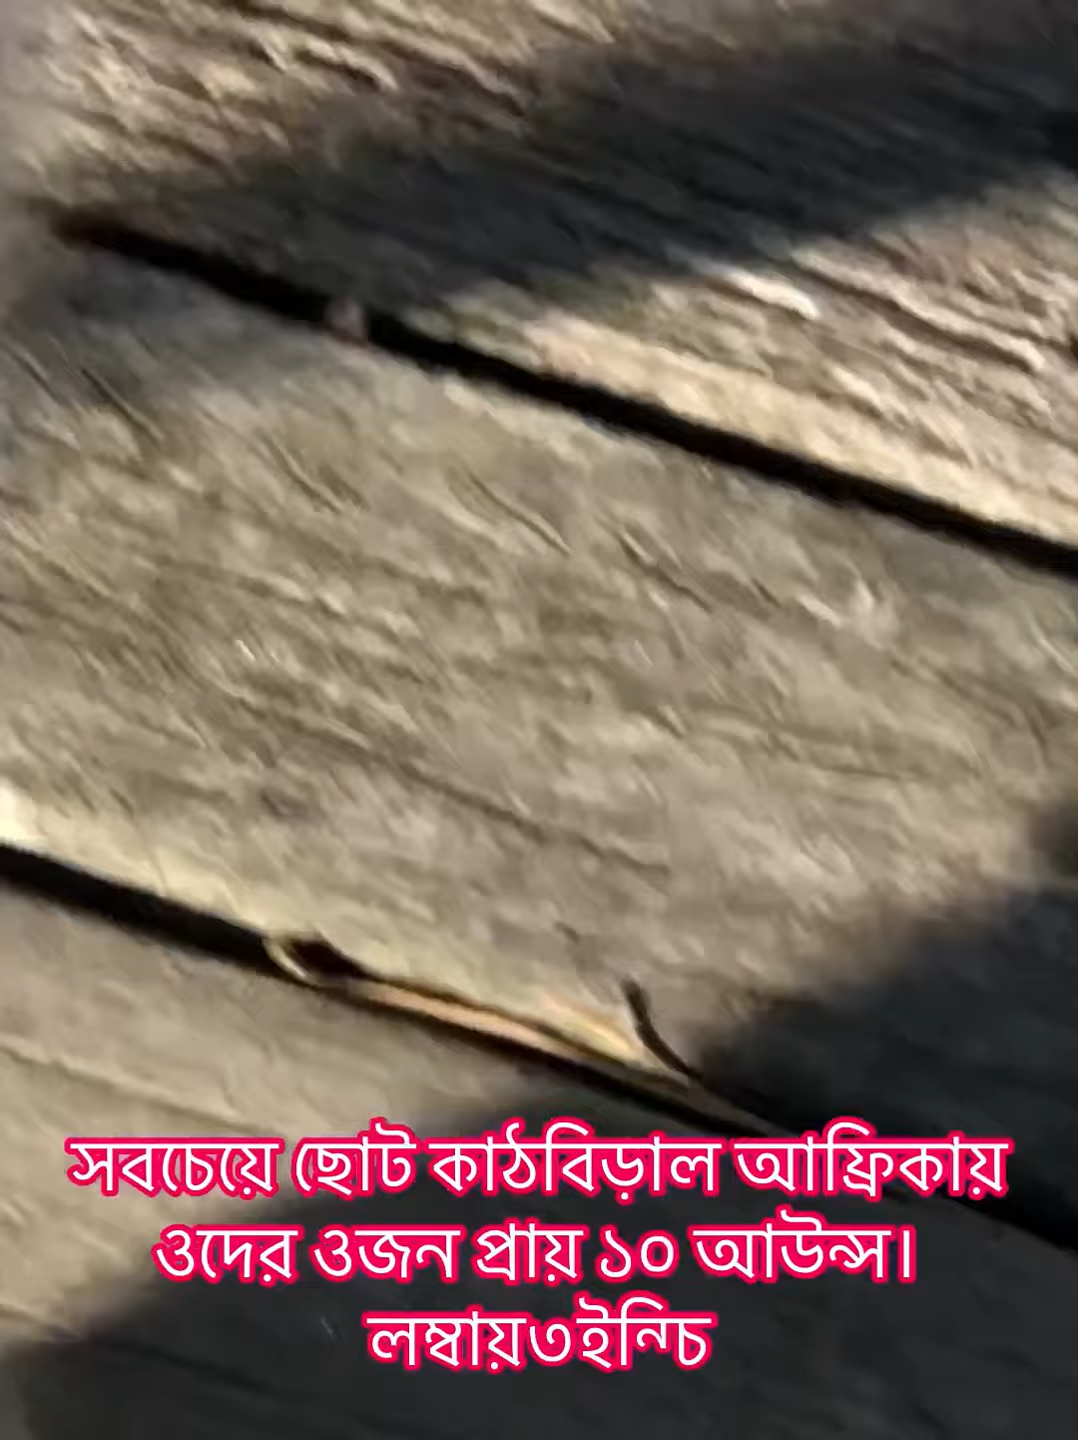 সবচেয়ে ছোট কাঠবিড়াল আফ্রিকায়
ওদের ওজন প্রায় ১০ আউন্স।
লম্বায়৩ইন্চি